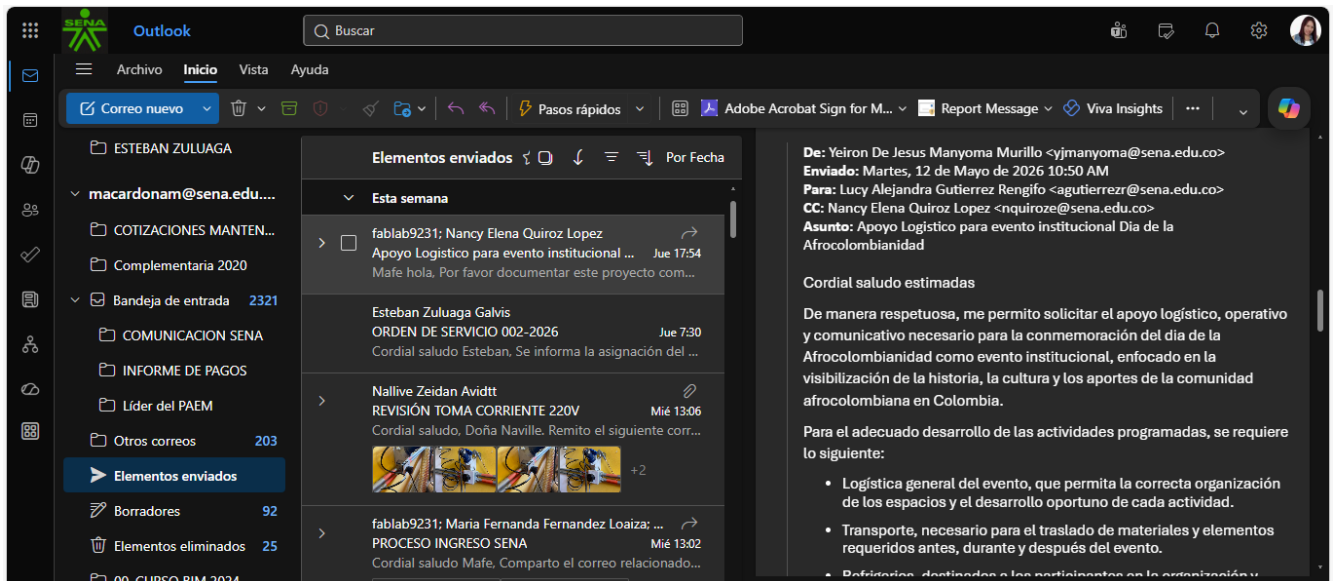 SENA
Outlook
Buscar
Archivo
Inicio
Vista
Ayuda
Correo nuevo
Pasos rápidos
Adobe Acrobat Sign for M...
Report Message
Viva Insights
ESTEBAN ZULUAGA
macardonam@sena.edu....
COTIZACIONES MANTEN...
Complementaria 2020
Bandeja de entrada 2321
COMUNICACION SENA
INFORME DE PAGOS
Líder del PAEM
Otros correos 203
Elementos enviados
Borradores 92
Elementos eliminados 25
00. CURSO BIM 2024
Elementos enviados
Por Fecha
Esta semana
fablab9231; Nancy Elena Quiroz Lopez
Apoyo Logistico para evento institucional ... Jue 17:54
Mafe hola, Por favor documentar este proyecto com...
Esteban Zuluaga Galvis
ORDEN DE SERVICIO 002-2026 Jue 7:30
Cordial saludo Esteban, Se informa la asignación del ...
Nallive Zeidan Avidtt
REVISIÓN TOMA CORRIENTE 220V Mié 13:06
Cordial saludo, Doña Naville. Remito el siguiente corr...
+2
fablab9231; Maria Fernanda Fernandez Loaiza; ...
PROCESO INGRESO SENA Mié 13:02
Cordial saludo Mafe, Comparto el correo relacionado...
De: Yeiron De Jesus Manyoma Murillo <yjmanyoma@sena.edu.co>
Enviado: Martes, 12 de Mayo de 2026 10:50 AM
Para: Lucy Alejandra Gutierrez Rengifo <agutierrezr@sena.edu.co>
CC: Nancy Elena Quiroz Lopez <nquiroze@sena.edu.co>
Asunto: Apoyo Logistico para evento institucional Dia de la
Afrocolombianidad
Cordial saludo estimadas
De manera respetuosa, me permito solicitar el apoyo logístico, operativo
y comunicativo necesario para la conmemoración del dia de la
Afrocolombianidad como evento institucional, enfocado en la
visibilización de la historia, la cultura y los aportes de la comunidad
afrocolombiana en Colombia.
Para el adecuado desarrollo de las actividades programadas, se requiere
lo siguiente:
• Logística general del evento, que permita la correcta organización
de los espacios y el desarrollo oportuno de cada actividad.
• Transporte, necesario para el traslado de materiales y elementos
requeridos antes, durante y después del evento.
• Refrigerios, destinados a los participantes en la organización y